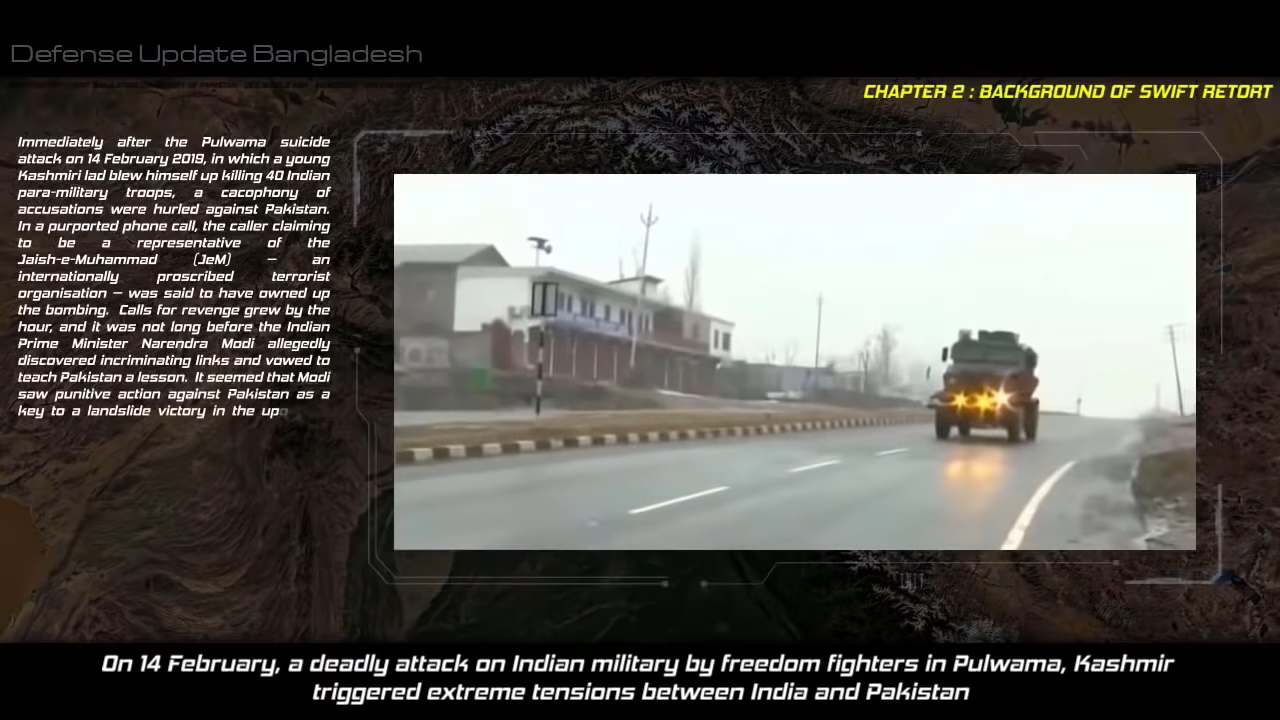 Defense Update Bangladesh
CHAPTER 2 : BACKGROUND OF SWIFT RETORT
Immediately after the Pulwama suicide
attack on 14 February 2019, in which a young
Kashmiri lad blew himself up killing 40 Indian
para-military troops, a cacophony of
accusations were hurled against Pakistan.
In a purported phone call, the caller claiming
to be a representative of the
Jaish-e-Muhammad (JeM) – an
internationally proscribed terrorist
organisation – was said to have owned up
the bombing. Calls for revenge grew by the
hour, and it was not long before the Indian
Prime Minister Narendra Modi allegedly
discovered incriminating links and vowed to
teach Pakistan a lesson. It seemed that Modi
saw punitive action against Pakistan as a
key to a landslide victory in the upo
On 14 February, a deadly attack on Indian military by freedom fighters in Pulwama, Kashmir
triggered extreme tensions between India and Pakistan